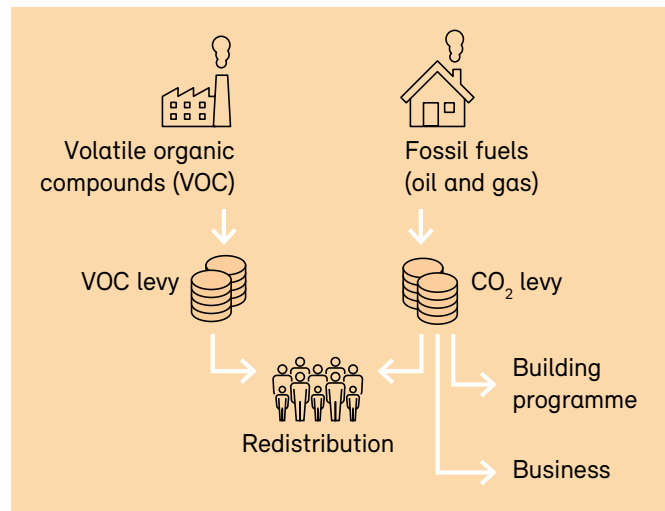 Volatile organic
compounds (VOC)
Fossil fuels
(oil and gas)
VOC levy
CO₂ levy
Redistribution
Building
programme
Business